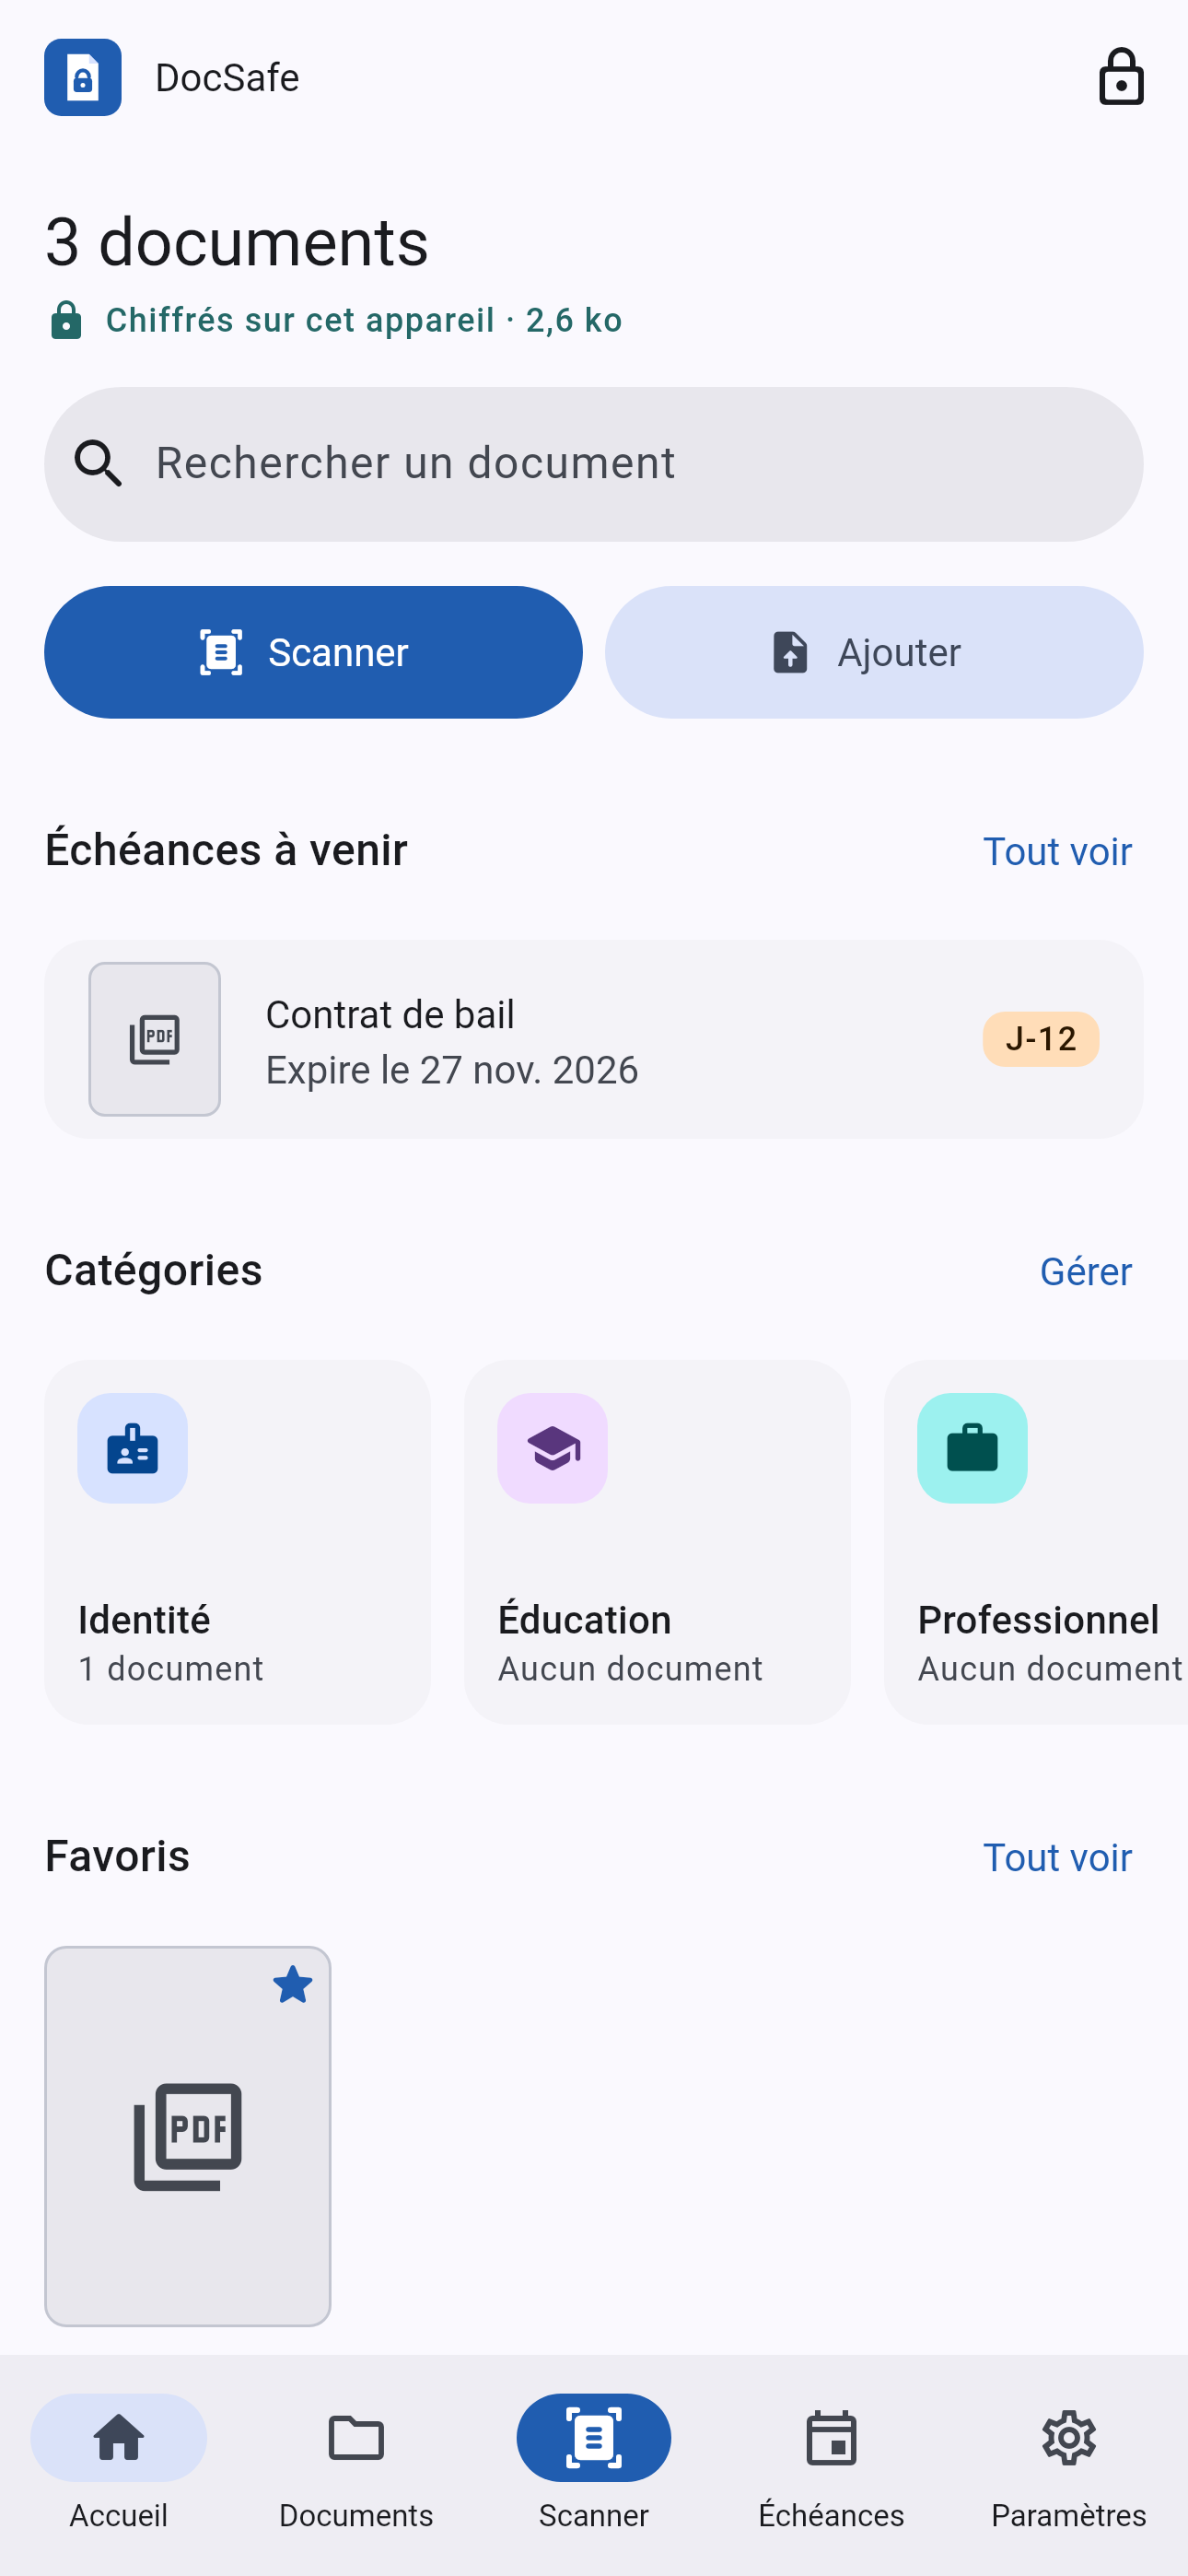 DocSafe
3 documents
Chiffrés sur cet appareil · 2,6 ko
Rechercher un document
Scanner
Ajouter
Échéances à venir
Tout voir
PDF
Contrat de bail
Expire le 27 nov. 2026
J-12
Catégories
Gérer
Identité
1 document
Éducation
Aucun document
Professionnel
Aucun document
Favoris
Tout voir
PDF
Accueil
Documents
Scanner
Échéances
Paramètres